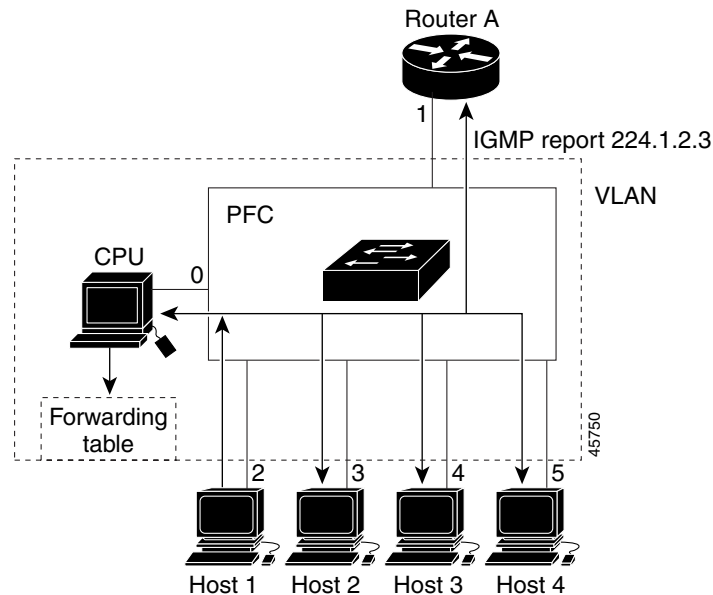 Router A
1
IGMP report 224.1.2.3
VLAN
PFC
CPU
0
Forwarding
table
45750
2
3
4
5
Host 1
Host 2
Host 3
Host 4